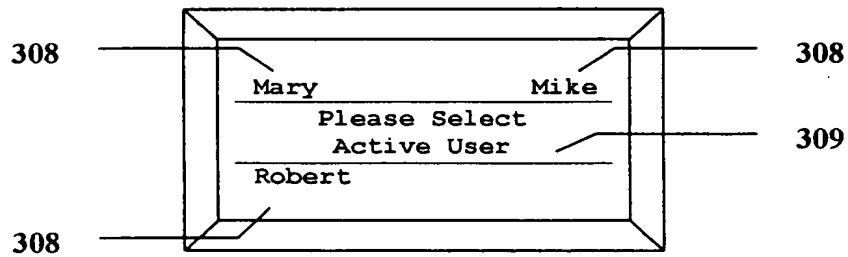 308 308
Mary Mike
Please Select
Active User
309
Robert
308